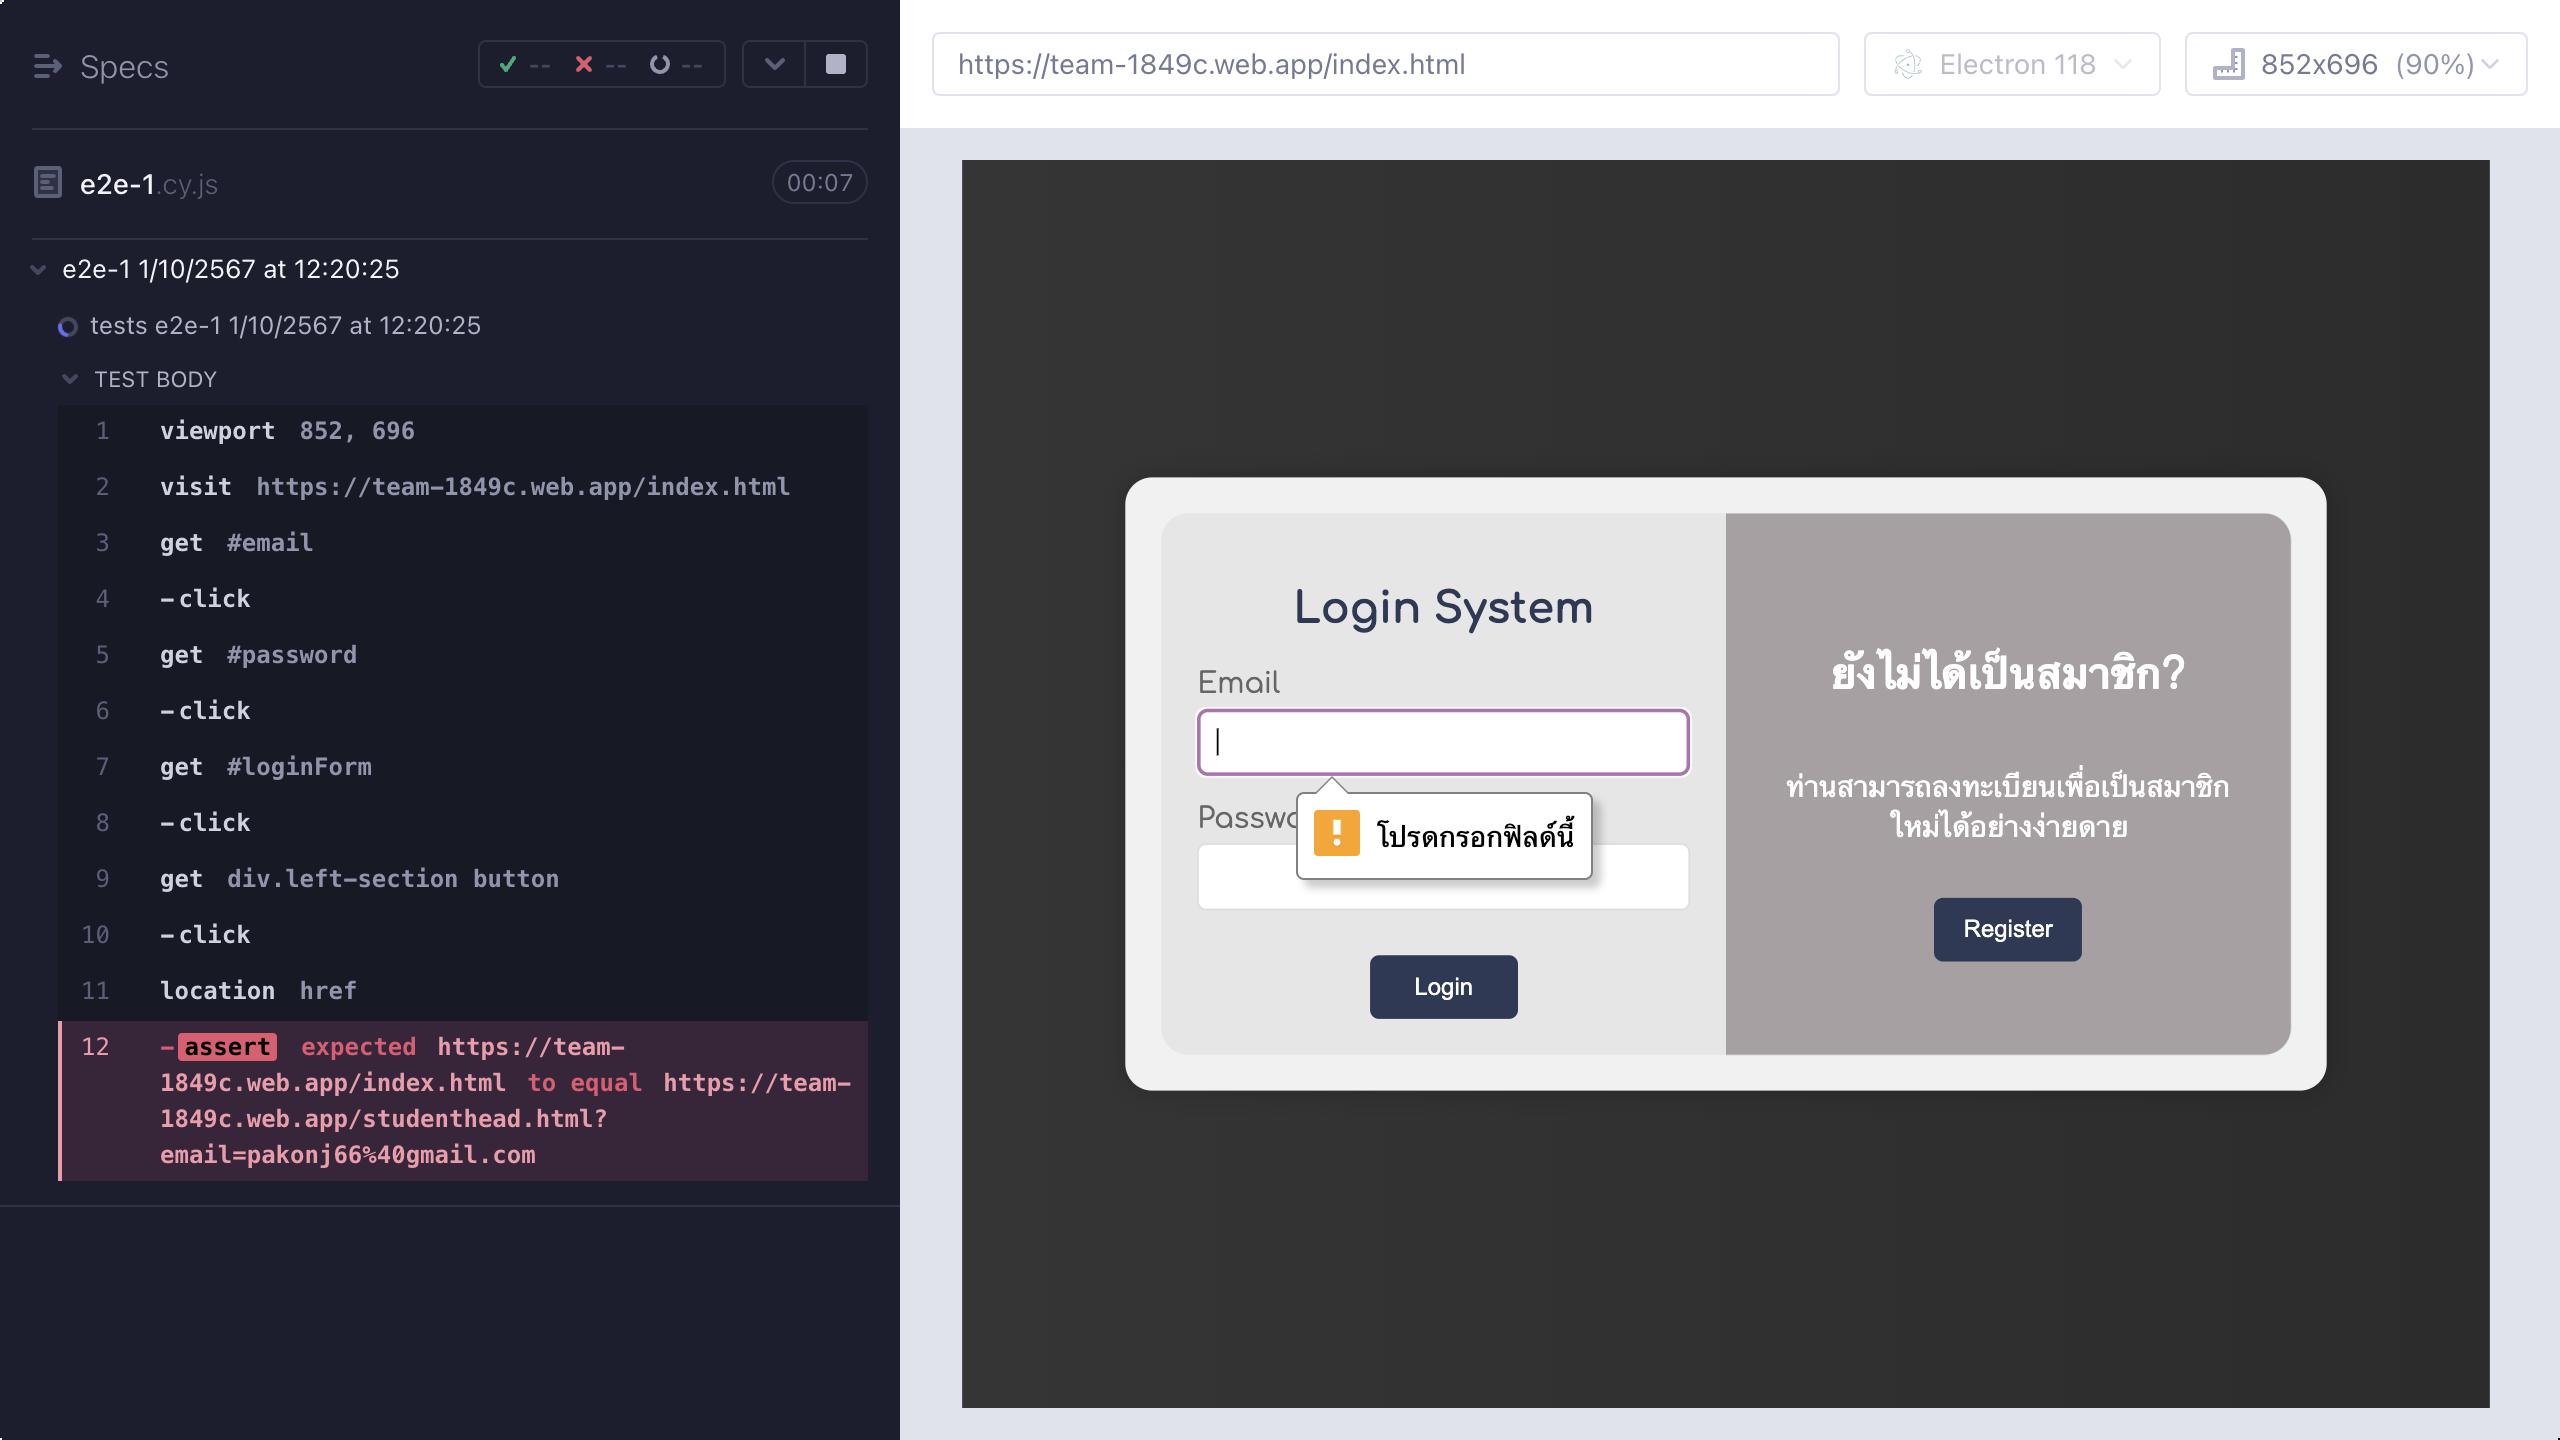 Specs
--
--
--
e2e-1.cy.js
00:07
e2e-1 1/10/2567 at 12:20:25
tests e2e-1 1/10/2567 at 12:20:25
TEST BODY
1 viewport 852, 696
2 visit https://team-1849c.web.app/index.html
3 get #email
4 -click
5 get #password
6 -click
7 get #loginForm
8 -click
9 get div.left-section button
10 -click
11 location href
12 -assert expected https://team-
1849c.web.app/index.html to equal https://team-
1849c.web.app/studenthead.html?
email=pakonj66%40gmail.com
https://team-1849c.web.app/index.html
Electron 118
852x696 (90%)
Login System
Email
Passwo
โปรดกรอกฟิลด์นี้
Login
ยังไม่ได้เป็นสมาชิก?
ท่านสามารถลงทะเบียนเพื่อเป็นสมาชิก
ใหม่ได้อย่างง่ายดาย
Register